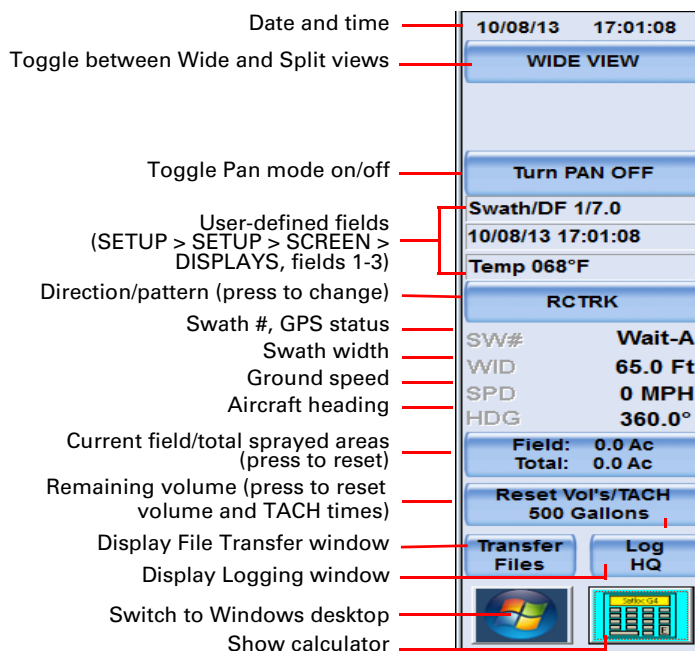 Date and time
10/08/13 17:01:08
Toggle between Wide and Split views
WIDE VIEW
Toggle Pan mode on/off
Turn PAN OFF
User-defined fields
(SETUP > SETUP > SCREEN >
DISPLAYS, fields 1-3)
Swath/DF 1/7.0
10/08/13 17:01:08
Temp 068°F
Direction/pattern (press to change)
RCTRK
Swath #, GPS status
SW# Wait-A
Swath width
WID 65.0 Ft
Ground speed
SPD 0 MPH
Aircraft heading
HDG 360.0°
Current field/total sprayed areas
(press to reset)
Field: 0.0 Ac
Total: 0.0 Ac
Remaining volume (press to reset
volume and TACH times)
Reset Vol's/TACH
500 Gallons
Display File Transfer window
Transfer
Files
Display Logging window
Log
HQ
Switch to Windows desktop
Show calculator
Satloc G4
E